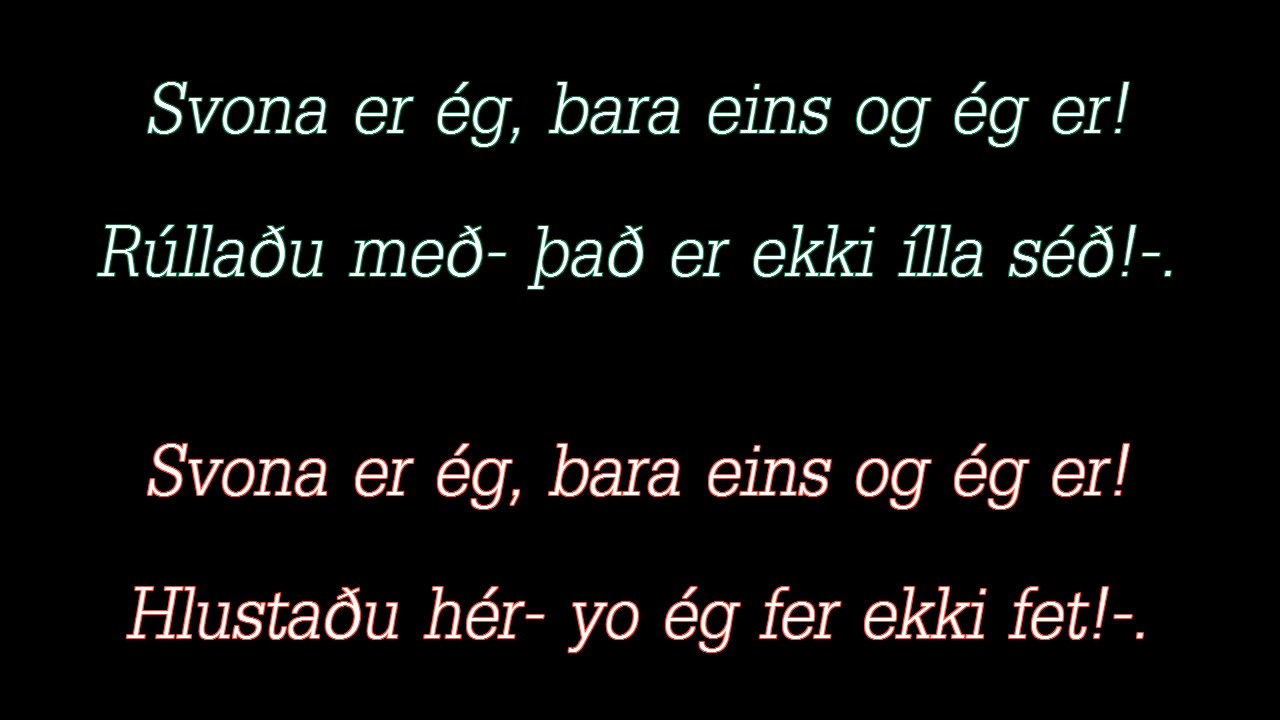 Svona er ég, bara eins og ég er!
Rúllaðu með- það er ekki ílla séð!-.
Svona er ég, bara eins og ég er!
Hlustaðu hér- yo ég fer ekki fet!-.